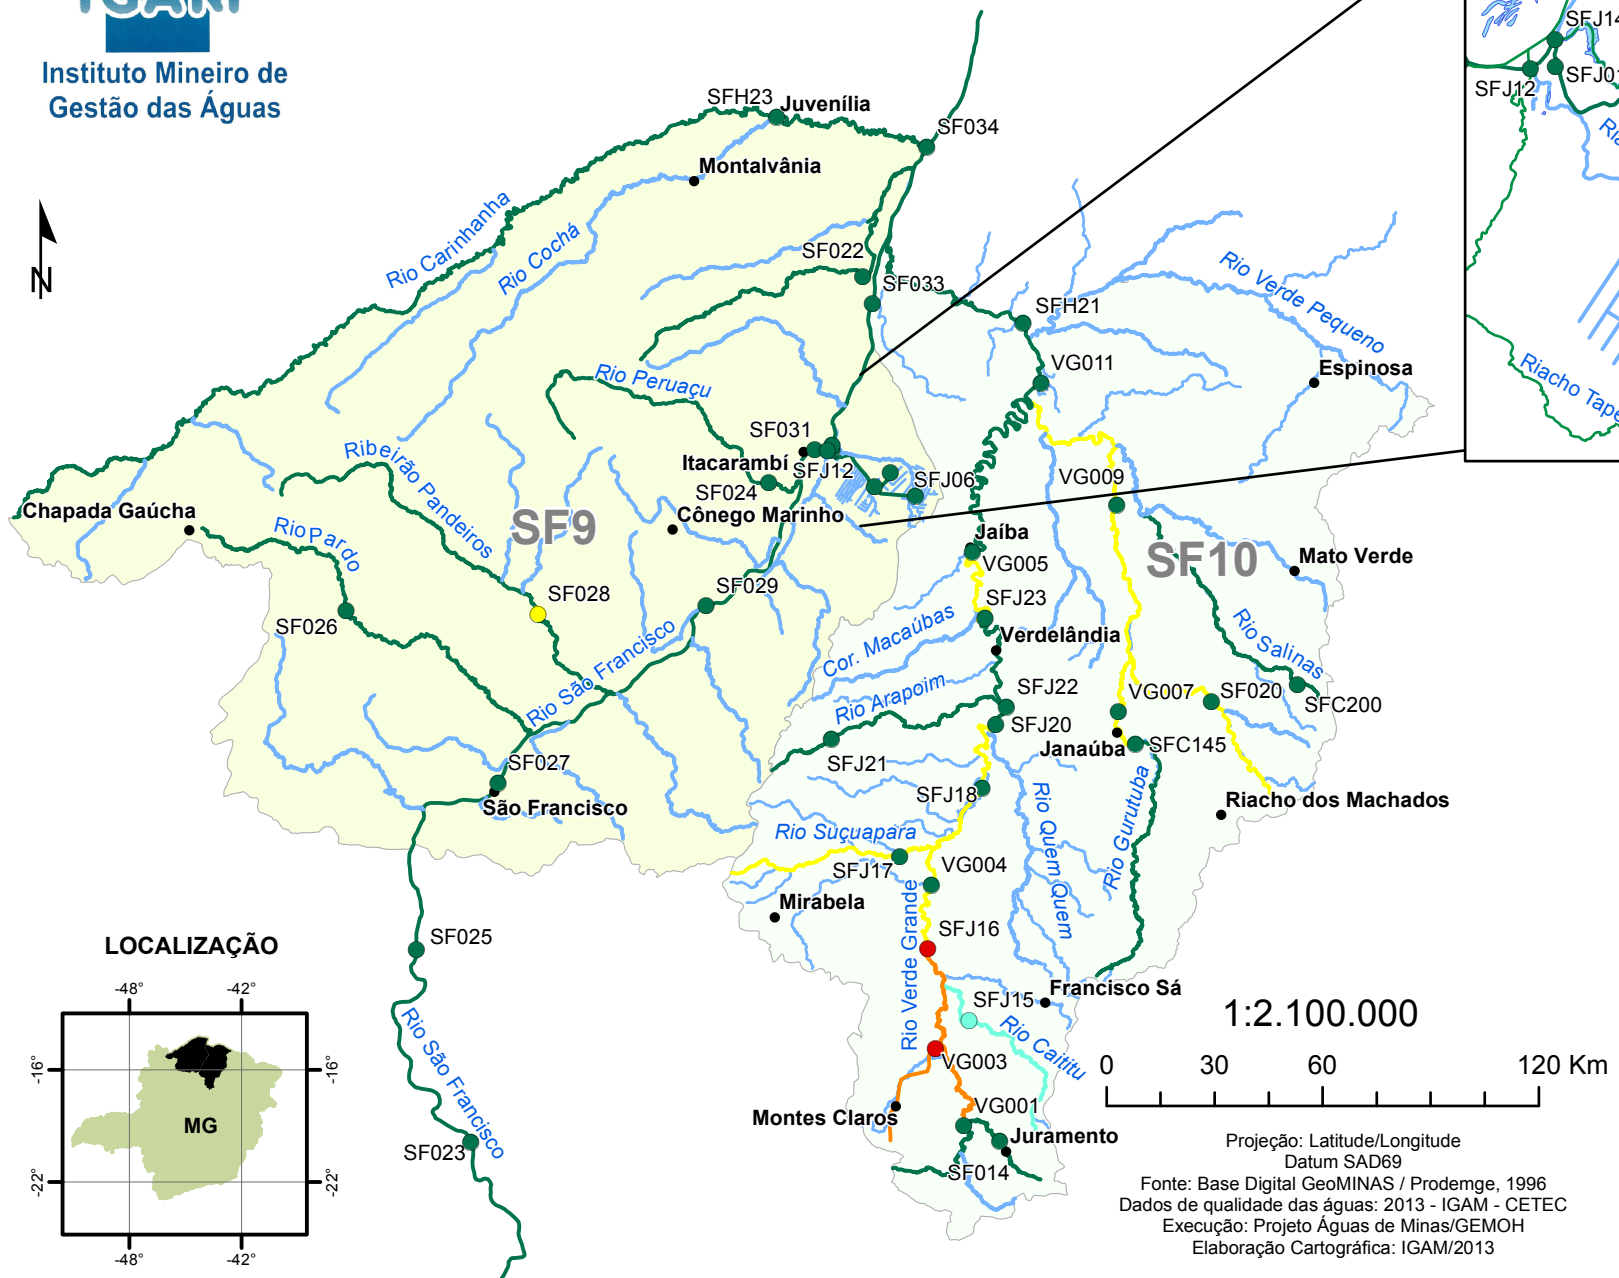 Instituto Mineiro de
Gestão das Águas
N
SFH23
Juvenília
SF034
Montalvânia
Rio Carinhanha
Rio Cochá
SF022
SF033
SFH21
Rio Verde Pequeno
VG011
Espinosa
Rio Peruaçu
SF031
Itacarambí
SFJ12
SF024
SFJ06
Ribeirão Pandeiros
SF9
Cônego Marinho
VG009
Chapada Gaúcha
Rio Pardo
Jaíba
VG005
SF10
Mato Verde
SF028
SF029
SFJ23
Verdelândia
SF026
Cor. Macaúbas
Rio São Francisco
Rio Arapoim
SFJ22
SFJ20
VG007
SF020
Rio Salinas
SFC200
Janaúba
SFC145
SF027
São Francisco
SFJ21
SFJ18
Rio Quem Quem
Rio Gurutuba
Riacho dos Machados
Rio Suçuapara
SFJ17
VG004
Mirabela
Rio Verde Grande
SFJ16
SF025
Francisco Sá
SFJ15
Rio Caititu
VG003
Montes Claros
VG001
Juramento
SF014
Rio São Francisco
SF023
SFJ14
SFJ12
Riacho
LOCALIZAÇÃO
-48°
-42°
-16°
-16°
MG
-22°
-22°
-48°
-42°
1:2.100.000
0 30 60 120 Km
Projeção: Latitude/Longitude
Datum SAD69
Fonte: Base Digital GeoMINAS / Prodemge, 1996
Dados de qualidade das águas: 2013 - IGAM - CETEC
Execução: Projeto Águas de Minas/GEMOH
Elaboração Cartográfica: IGAM/2013